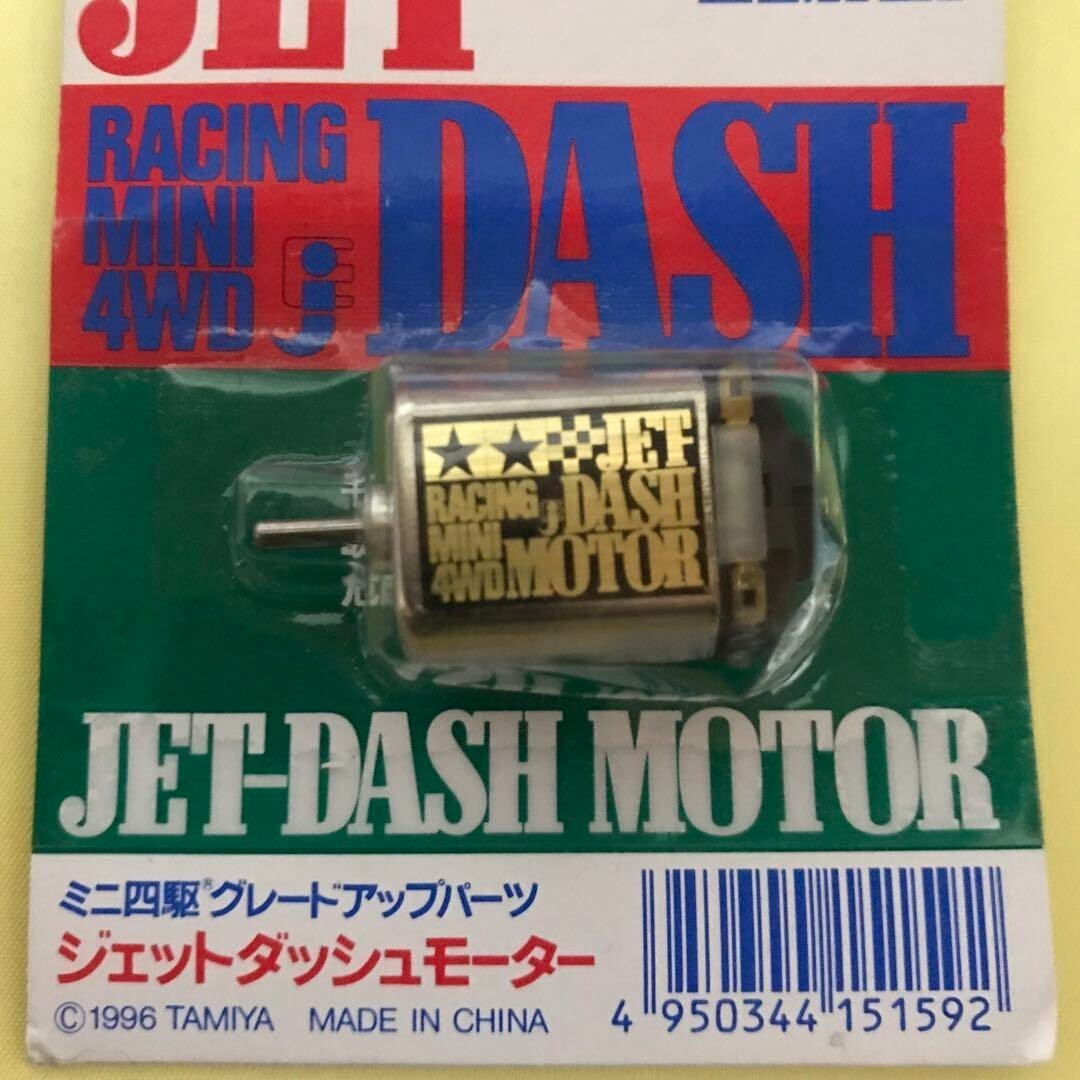 JET
RACING
MINI
4WD
DASH
JET-
DASH
MOTOR
RACING
MINI
4WD
JET-DASH MOTOR
ミニ四駆®グレードアップパーツ
ジェットダッシュモーター
©1996 TAMIYA MADE IN CHINA
4 950344 151592